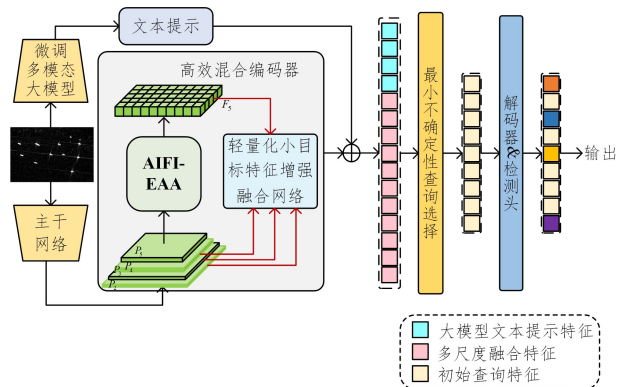 文本提示
微调
多模态
大模型
高效混合编码器
F5
AIFI-
EAA
轻量化小目
标特征增强
融合网络
主干
网络
P5
P4
P3
P2
最小不确定性查询选择
解码器&检测头
输出
大模型文本提示特征
多尺度融合特征
初始查询特征